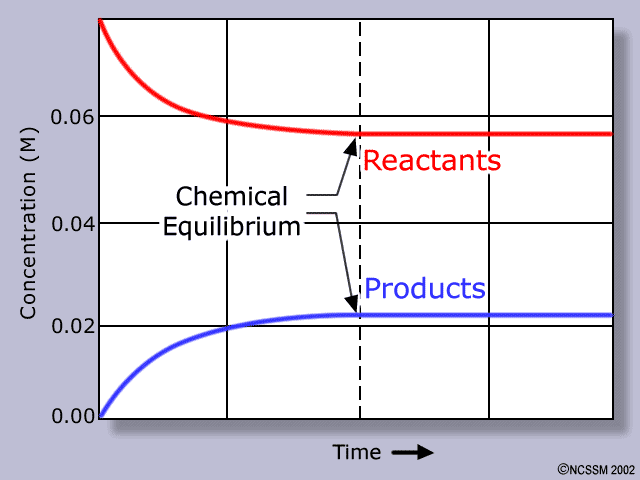 0.06
0.04
0.02
0.00
Concentration (M)
Reactants
Chemical
Equilibrium
Products
Time
©NCSSM 2002